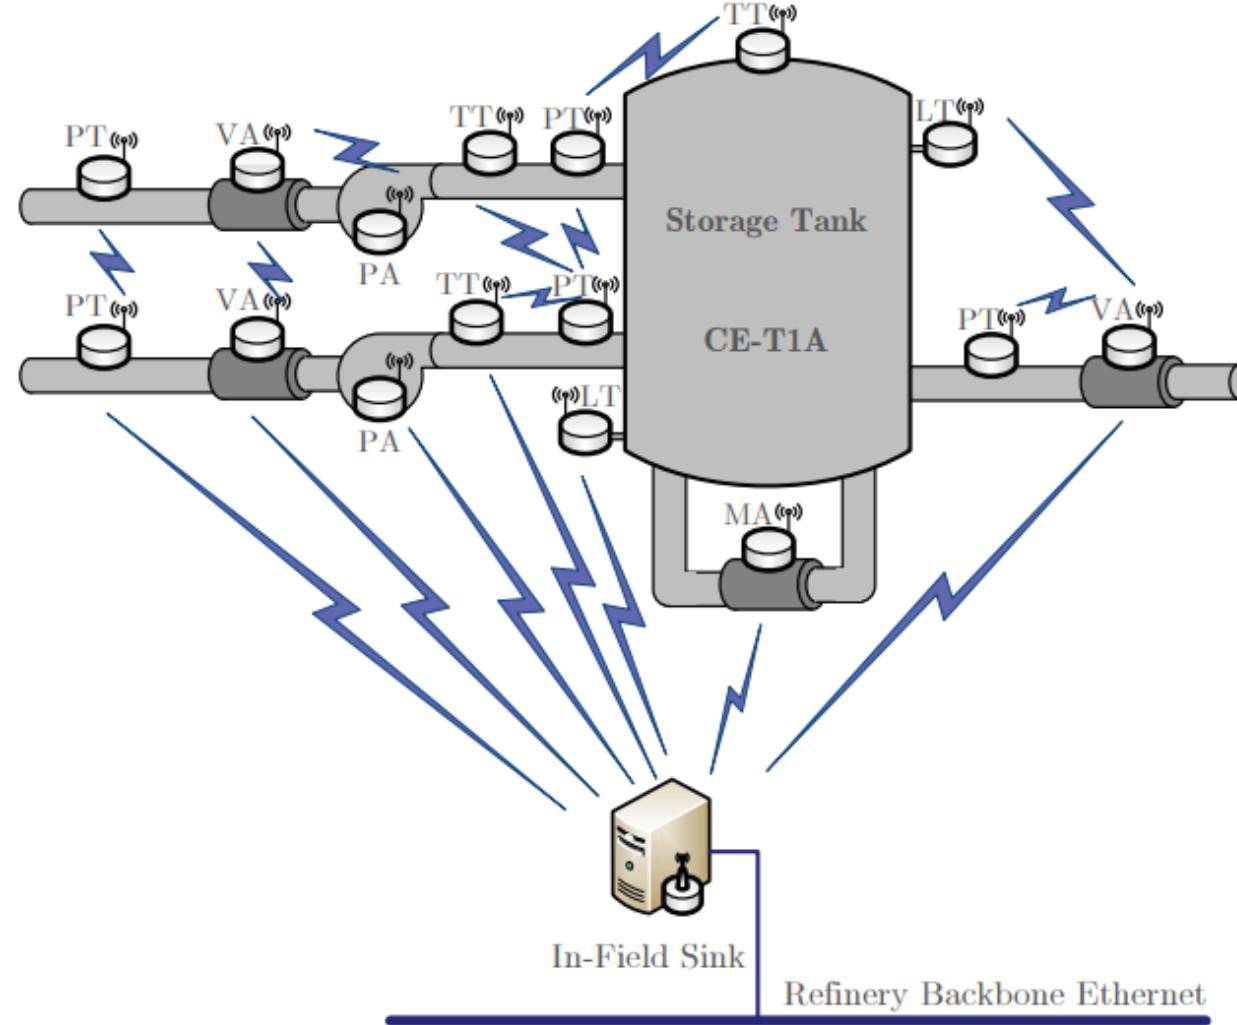 TT
PT
VA
TT
PT
LT
Storage Tank
PA
PT
VA
TT
PT
CE-T1A
PT
VA
PA
LT
MA
In-Field Sink
Refinery Backbone Ethernet